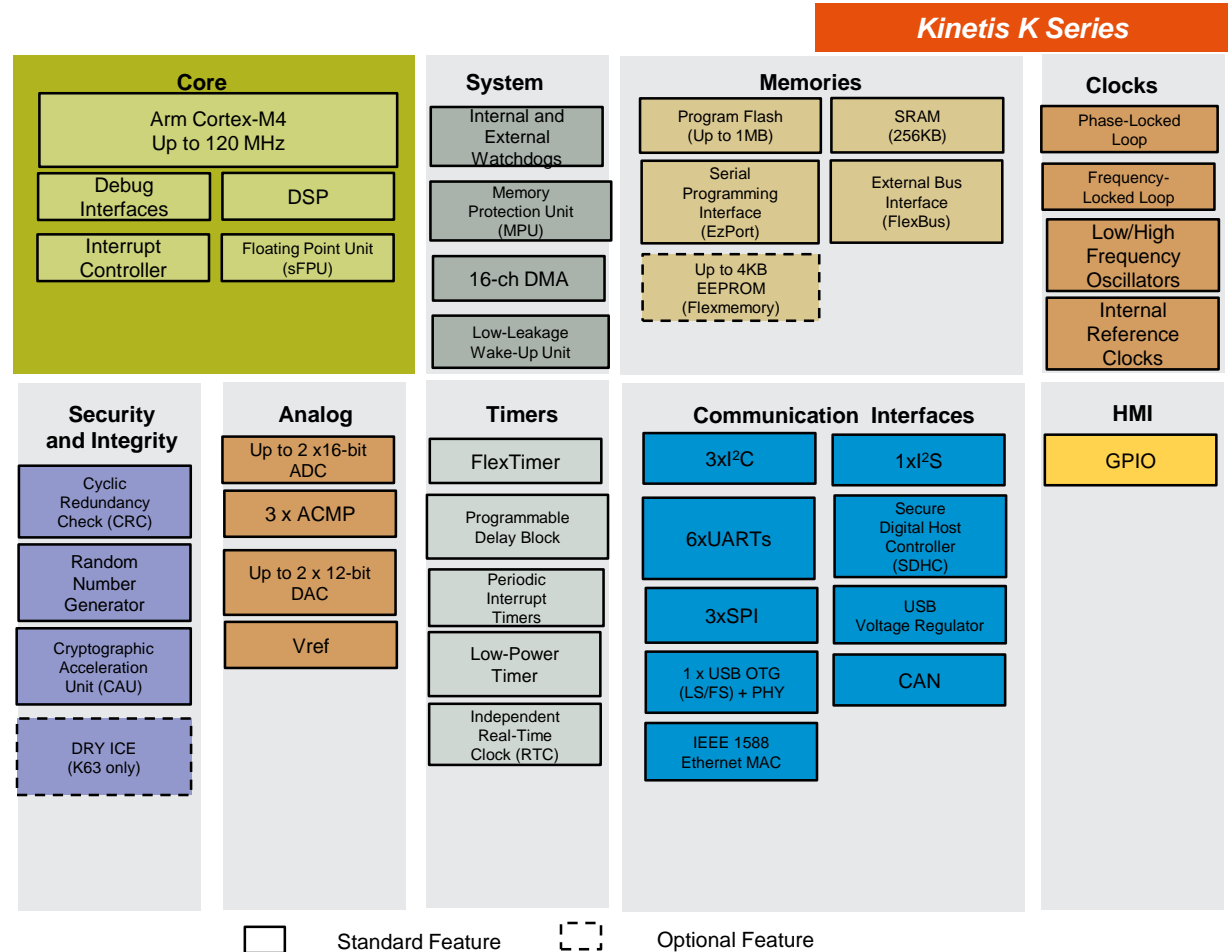 Kinetis K Series
Core
Arm Cortex-M4
Up to 120 MHz
Debug
Interfaces
DSP
Interrupt
Controller
Floating Point Unit
(sFPU)
System
Internal and
External
Watchdogs
Memory
Protection Unit
(MPU)
16-ch DMA
Low-Leakage
Wake-Up Unit
Memories
Program Flash
(Up to 1MB)
SRAM
(256KB)
Serial
Programming
Interface
(EzPort)
External Bus
Interface
(FlexBus)
Up to 4KB
EEPROM
(Flexmemory)
Clocks
Phase-Locked
Loop
Frequency-
Locked Loop
Low/High
Frequency
Oscillators
Internal
Reference
Clocks
Security
and Integrity
Cyclic
Redundancy
Check (CRC)
Random
Number
Generator
Cryptographic
Acceleration
Unit (CAU)
DRY ICE
(K63 only)
Analog
Up to 2 x16-bit
ADC
3 x ACMP
Up to 2 x 12-bit
DAC
Vref
Timers
FlexTimer
Programmable
Delay Block
Periodic
Interrupt
Timers
Low-Power
Timer
Independent
Real-Time
Clock (RTC)
Communication Interfaces
3xI²C
1xI²S
6xUARTs
Secure
Digital Host
Controller
(SDHC)
3xSPI
USB
Voltage Regulator
1 x USB OTG
(LS/FS) + PHY
CAN
IEEE 1588
Ethernet MAC
HMI
GPIO
Standard Feature
Optional Feature